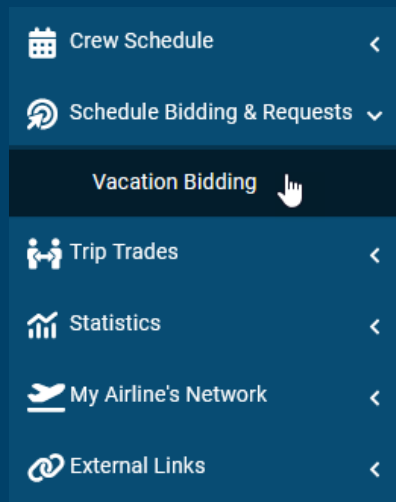 Crew Schedule
Schedule Bidding & Requests
Vacation Bidding
Trip Trades
Statistics
My Airline's Network
External Links